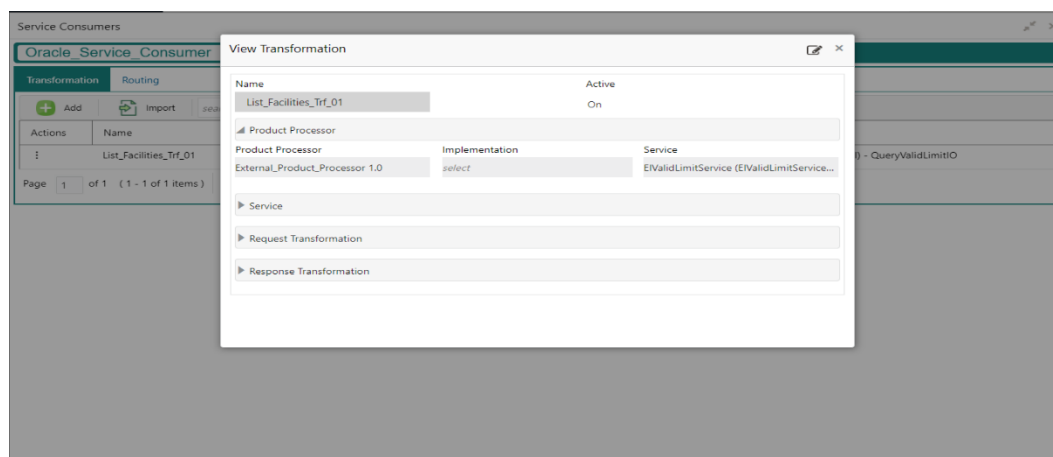 Service Consumers
Oracle_Service_Consumer
Transformation Routing
Add Import
Actions Name
List_Facilities_Trf_01 - QueryValidLimitIO
Page 1 of 1 ( 1 - 1 of 1 items )
View Transformation
Name Active
List_Facilities_Trf_01 On
Product Processor
Product Processor Implementation Service
External_Product_Processor 1.0 select EIValidLimitService (EIValidLimitService...
Service
Request Transformation
Response Transformation